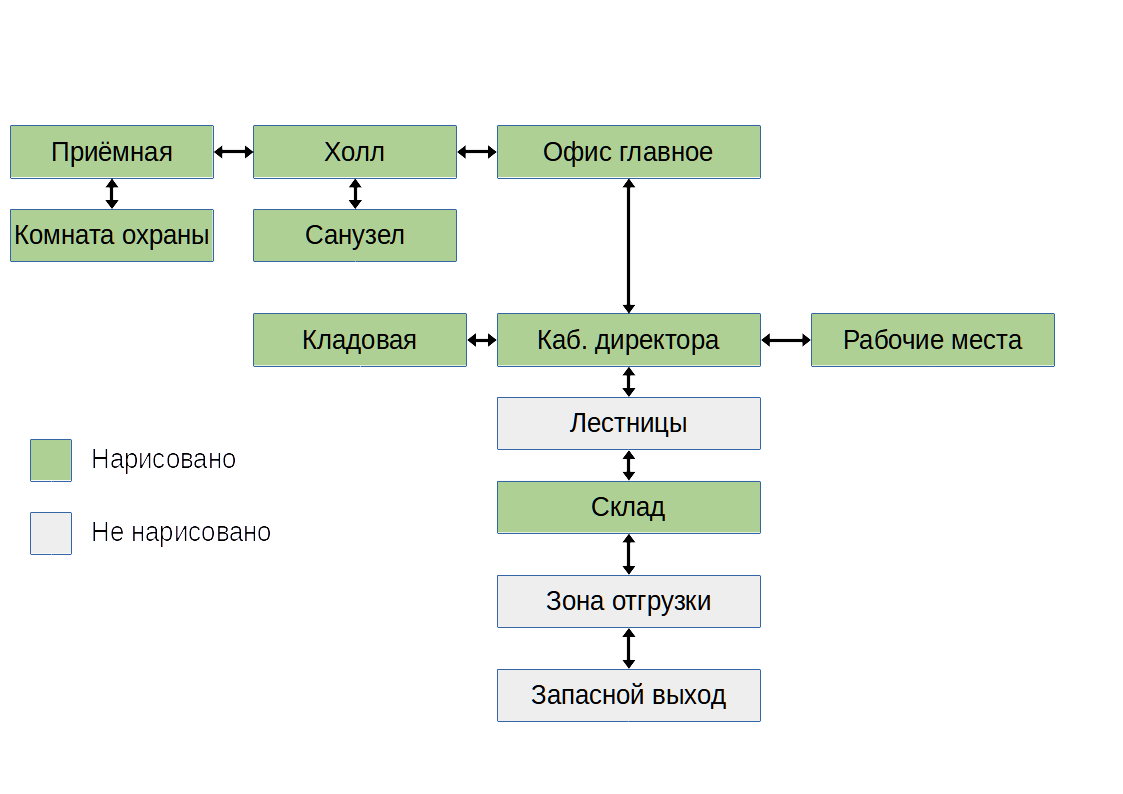 Приёмная
Холл
Офис главное
Комната охраны
Санузел
Кладовая
Каб. директора
Рабочие места
Лестницы
Нарисовано
Склад
Не нарисовано
Зона отгрузки
Запасной выход